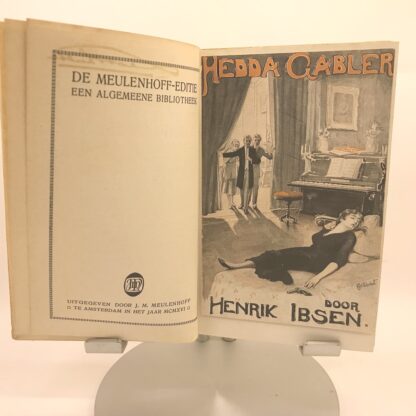 DE MEULENHOFF-EDITIE
EEN ALGEMEENE BIBLIOTHEEK
UITGEGEVEN DOOR J. M. MEULENHOFF
TE AMSTERDAM IN HET JAAR MCMXVI
HEDDA GABLER
DOOR
HENRIK IBSEN.